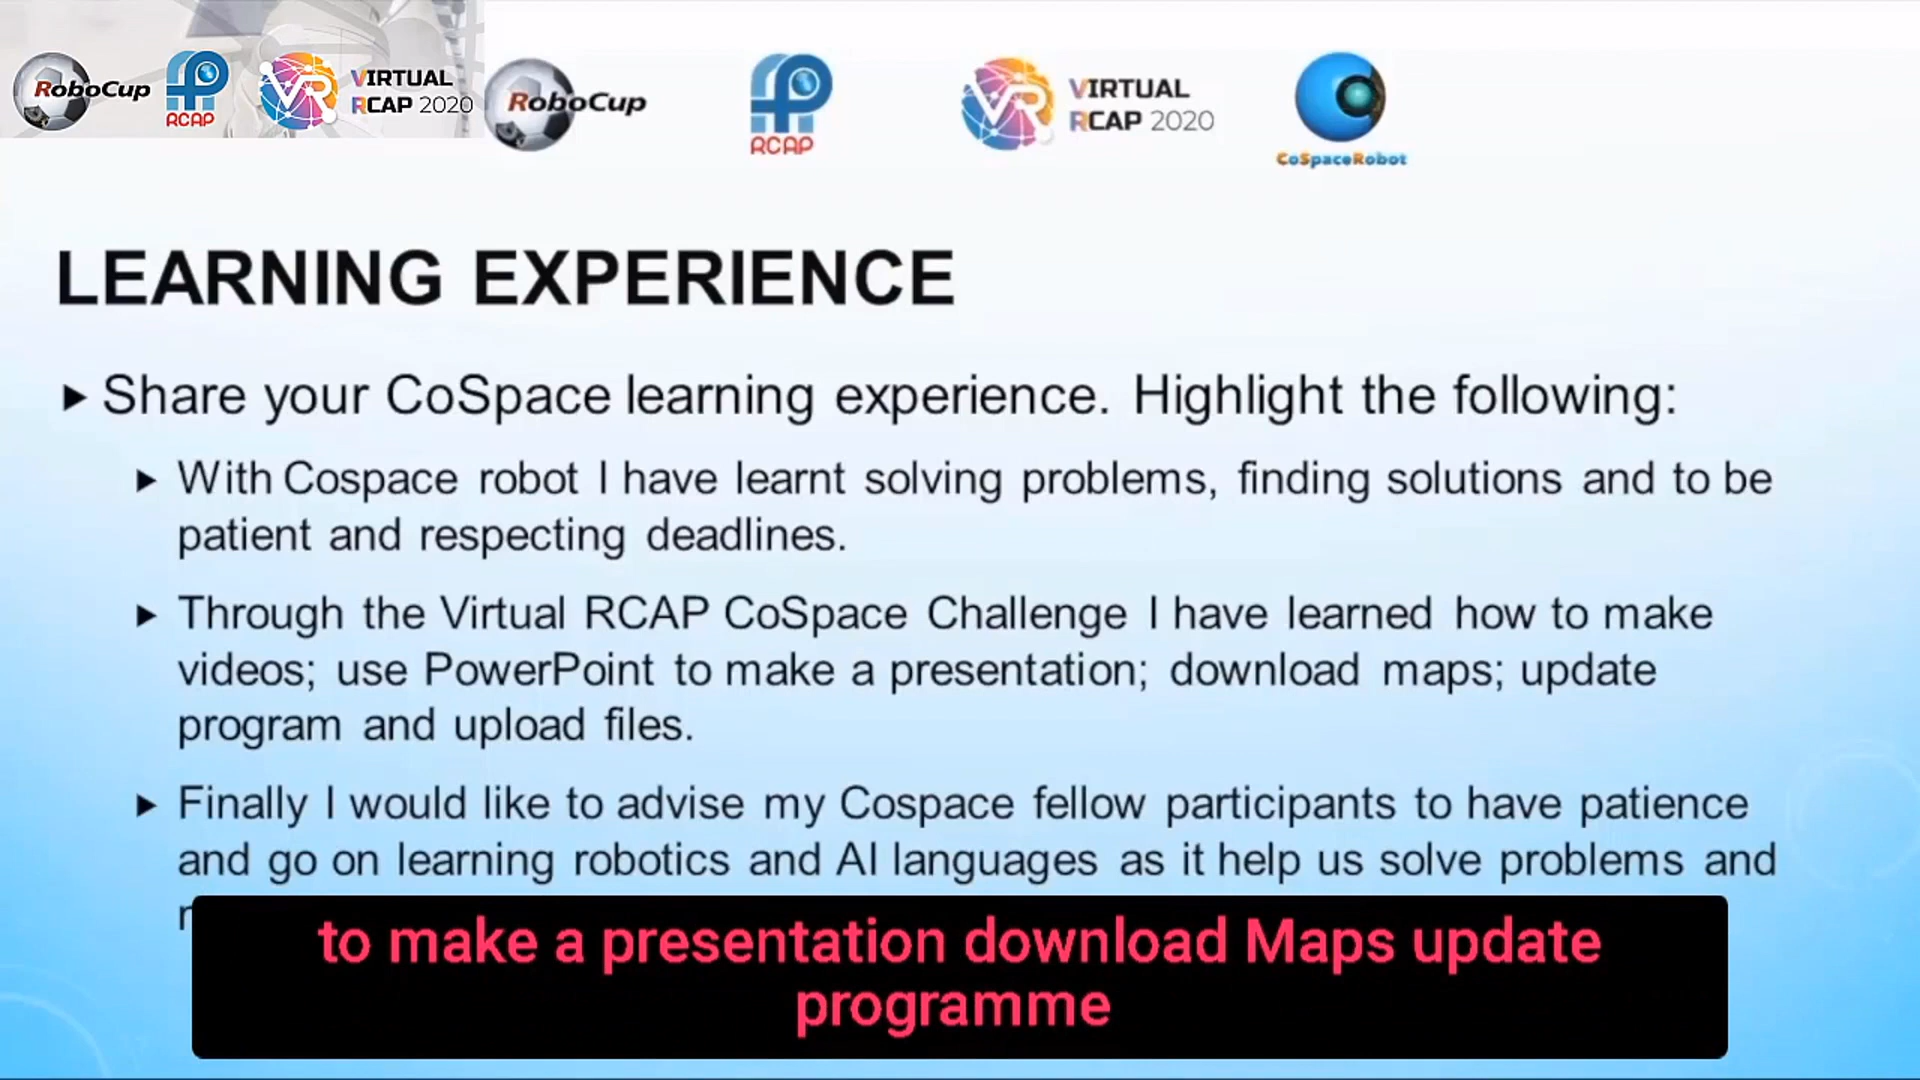 RoboCup
RCAP
VR
VIRTUAL
RCAP 2020
RoboCup
RCAP
VR
VIRTUAL
RCAP 2020
CoSpaceRobot
LEARNING EXPERIENCE
Share your CoSpace learning experience. Highlight the following:
With Cospace robot I have learnt solving problems, finding solutions and to be
patient and respecting deadlines.
Through the Virtual RCAP CoSpace Challenge I have learned how to make
videos; use PowerPoint to make a presentation; download maps; update
program and upload files.
Finally I would like to advise my Cospace fellow participants to have patience
and go on learning robotics and AI languages as it help us solve problems and
to make a presentation download Maps update
programme